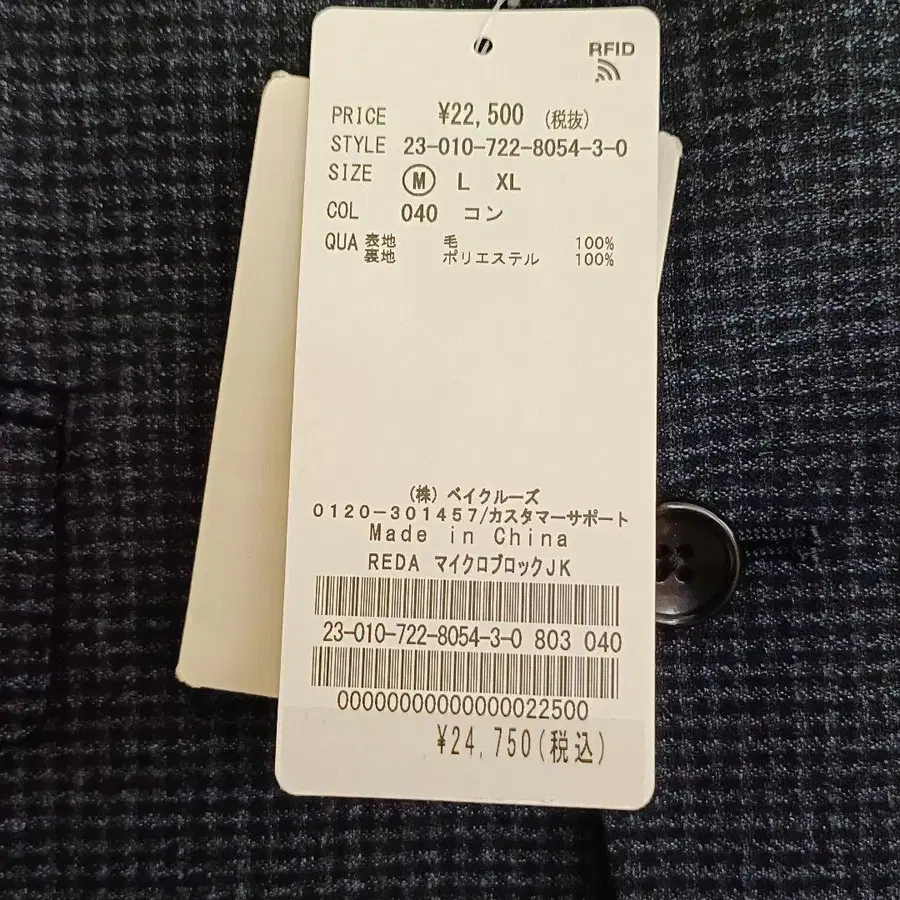 RFID
PRICE ¥22,500 (税抜)
STYLE 23-010-722-8054-3-0
SIZE M L XL
COL 040 コン
QUA 表地 毛 100%
裏地 ポリエステル 100%
(株) ベイクルーズ
0120-301457/カスタマーサポート
Made in China
REDA マイクロブロックJK
23-010-722-8054-3-0 803 040
00000000000000022500
¥24,750(税込)